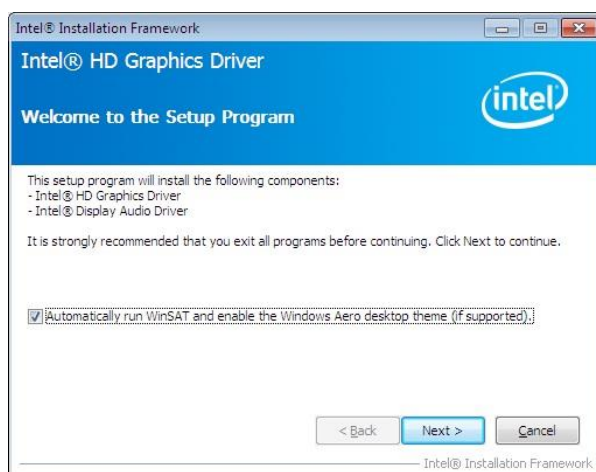 Intel® Installation Framework
Intel® HD Graphics Driver
intel
Welcome to the Setup Program
This setup program will install the following components:
- Intel® HD Graphics Driver
- Intel® Display Audio Driver
It is strongly recommended that you exit all programs before continuing. Click Next to continue.
Automatically run WinSAT and enable the Windows Aero desktop theme (if supported).
< Back Next > Cancel
Intel® Installation Framework